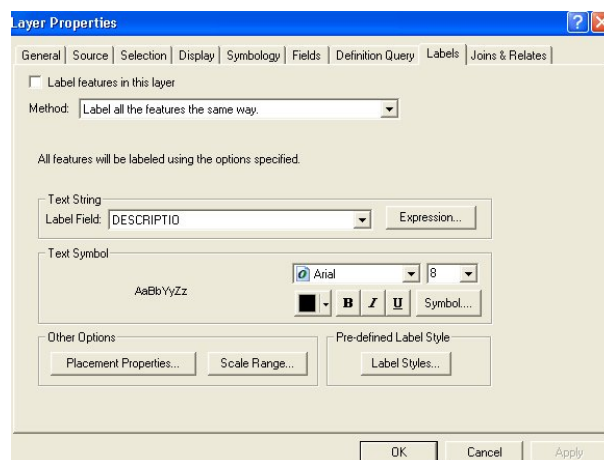 Layer Properties
General Source Selection Display Symbology Fields Definition Query Labels Joins & Relates
Label features in this layer
Method: Label all the features the same way.
All features will be labeled using the options specified.
Text String
Label Field: DESCRIPTIO Expression...
Text Symbol
AaBbYyZz
Arial 8
B I U Symbol....
Other Options Pre-defined Label Style
Placement Properties... Scale Range... Label Styles...
OK Cancel Apply